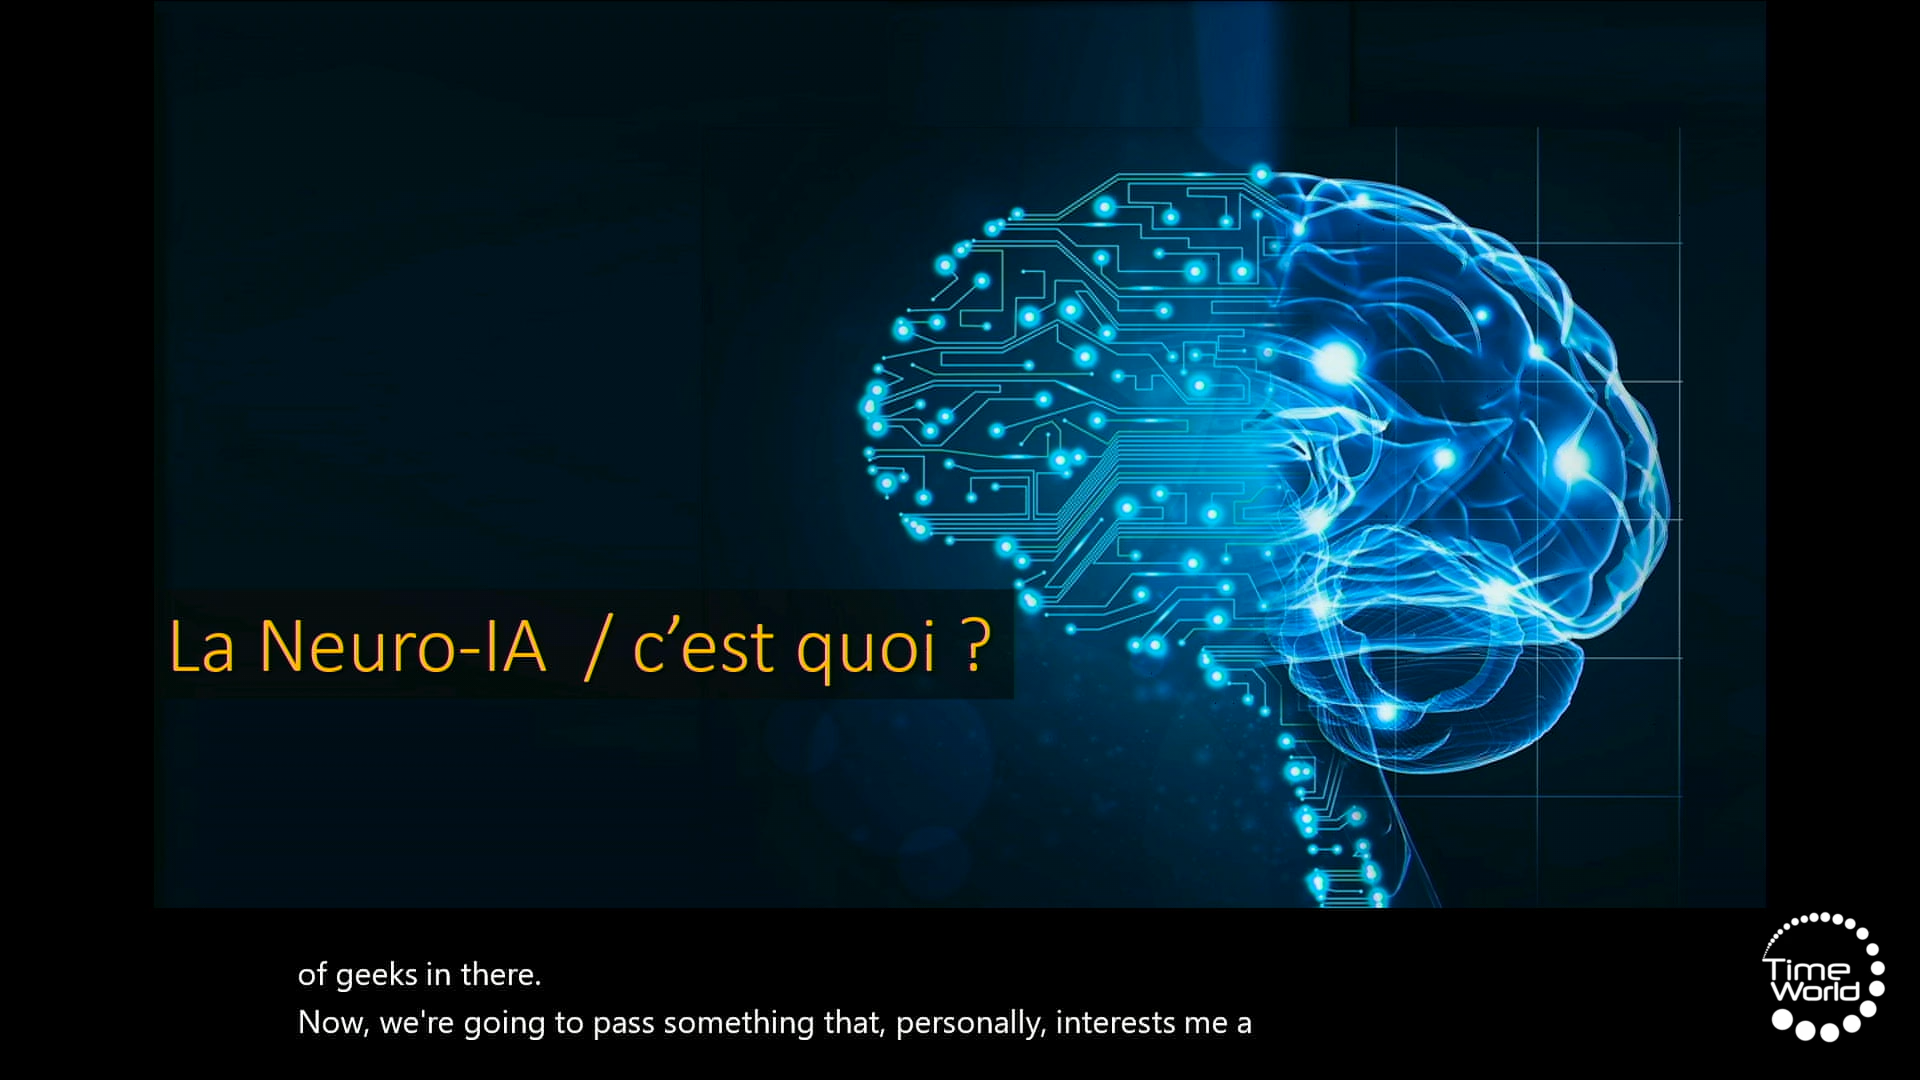 La Neuro-IA / c’est quoi ?
of geeks in there.
Now, we're going to pass something that, personally, interests me a
Time
World